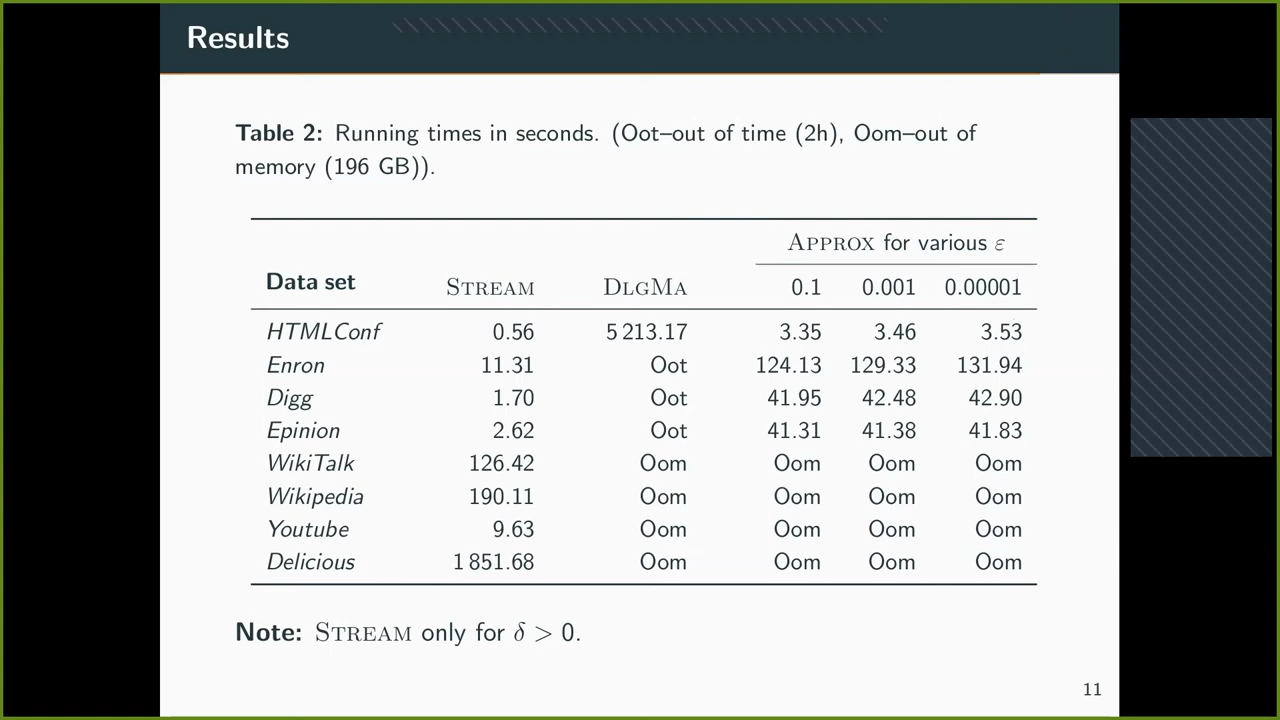 Results
Table 2: Running times in seconds. (Oot–out of time (2h), Oom–out of
memory (196 GB)).
APPROX for various ε
Data set STREAM DLGMA 0.1 0.001 0.00001
HTMLConf 0.56 5 213.17 3.35 3.46 3.53
Enron 11.31 Oot 124.13 129.33 131.94
Digg 1.70 Oot 41.95 42.48 42.90
Epinion 2.62 Oot 41.31 41.38 41.83
WikiTalk 126.42 Oom Oom Oom Oom
Wikipedia 190.11 Oom Oom Oom Oom
Youtube 9.63 Oom Oom Oom Oom
Delicious 1 851.68 Oom Oom Oom Oom
Note: STREAM only for δ > 0.
11